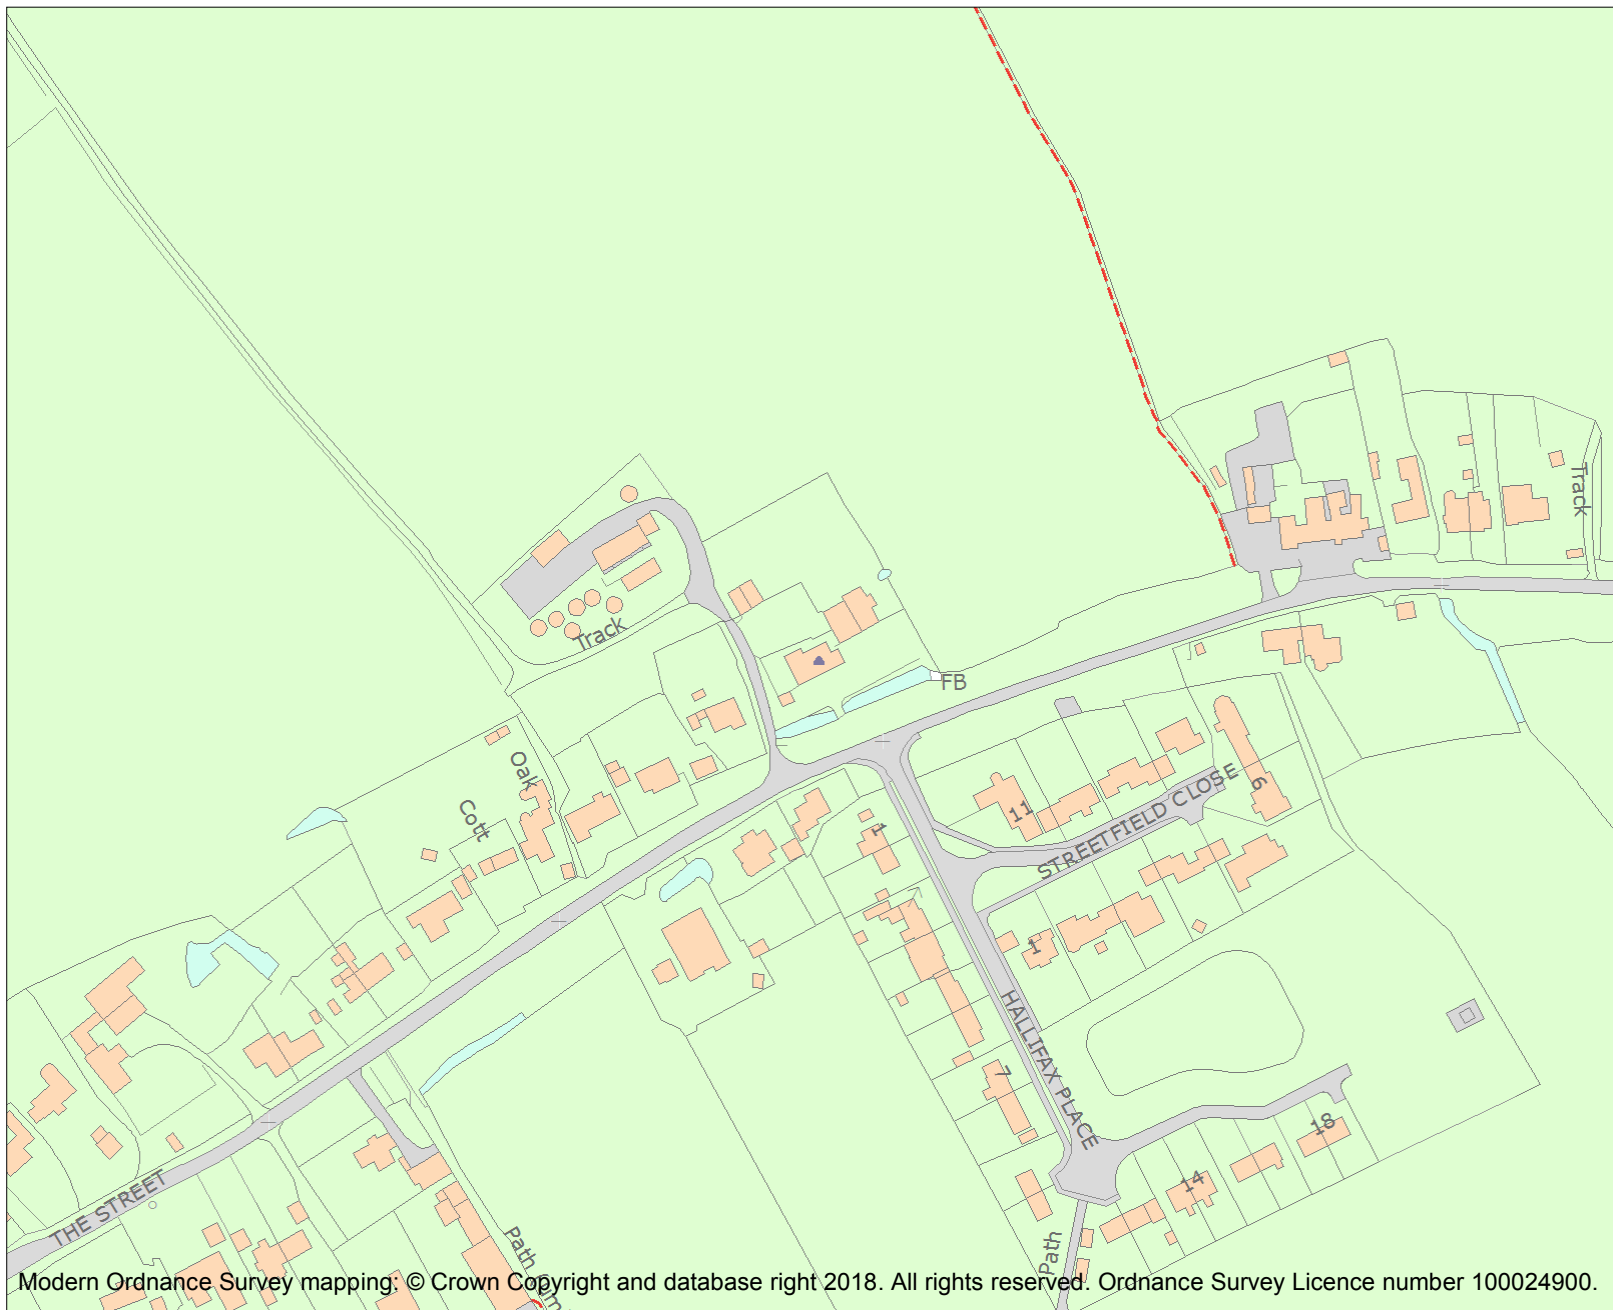 Track
Track
FB
Oak
Cott
11
STREETFIELD CLOSE
6
1
1
HALLIFAX PLACE
7
18
14
THE STREET
Path
Path
Modern Ordnance Survey mapping: © Crown Copyright and database right 2018. All rights reserved. Ordnance Survey Licence number 100024900.